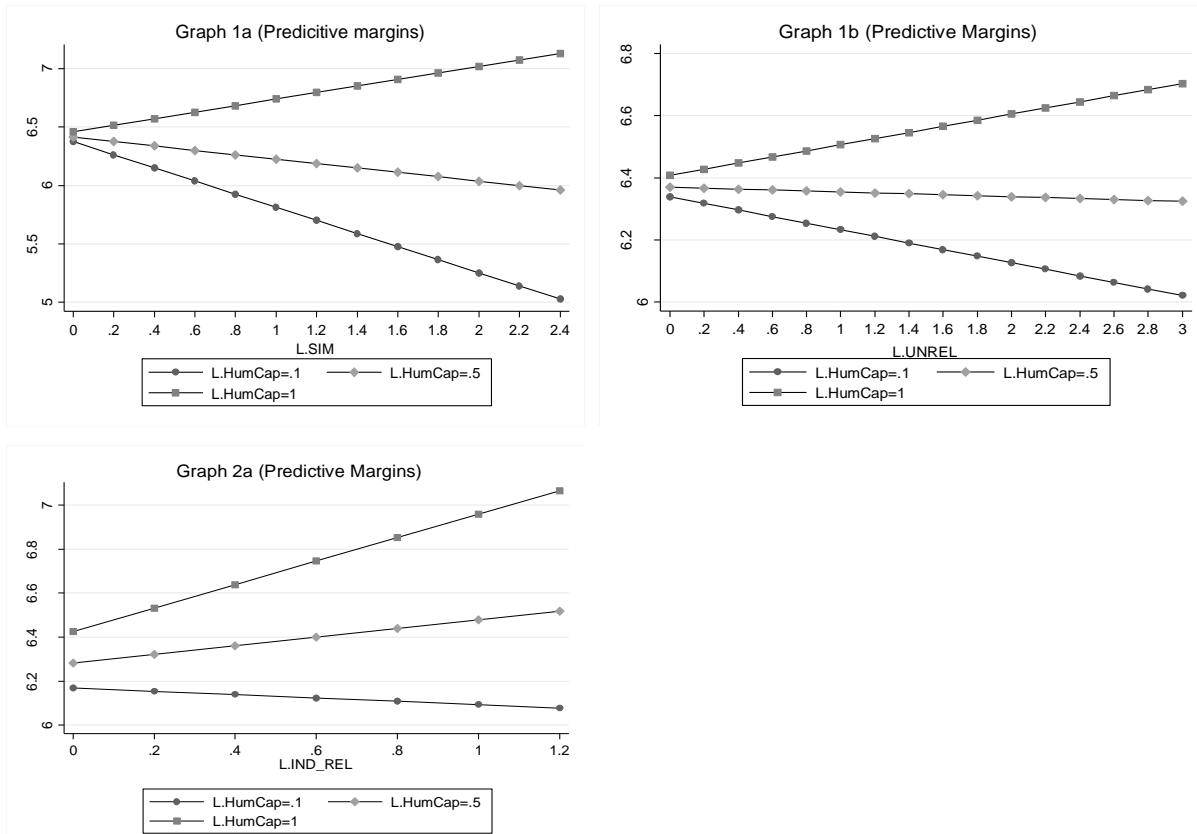 Graph 1a (Predicitive margins)
7
6.5
6
5.5
5
0 .2 .4 .6 .8 1 1.2 1.4 1.6 1.8 2 2.2 2.4
L.SIM
L.HumCap=.1 L.HumCap=.5
L.HumCap=1
Graph 1b (Predictive Margins)
6.8
6.6
6.4
6.2
6
0 .2 .4 .6 .8 1 1.2 1.4 1.6 1.8 2 2.2 2.4 2.6 2.8 3
L.UNREL
L.HumCap=.1 L.HumCap=.5
L.HumCap=1
Graph 2a (Predictive Margins)
7
6.8
6.6
6.4
6.2
6
0 .2 .4 .6 .8 1 1.2
L.IND_REL
L.HumCap=.1 L.HumCap=.5
L.HumCap=1